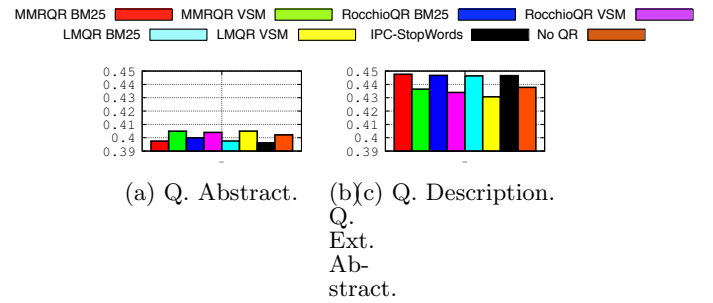 MMRQR BM25 MMRQR VSM RocchioQR BM25 RocchioQR VSM
LMQR BM25 LMQR VSM IPC-StopWords No QR
0.45 0.45
0.44 0.44
0.43 0.43
0.42 0.42
0.41 0.41
0.4 0.4
0.39 0.39
(a) Q. Abstract. (b)(c) Q. Description.
Q.
Ext.
Ab-
stract.